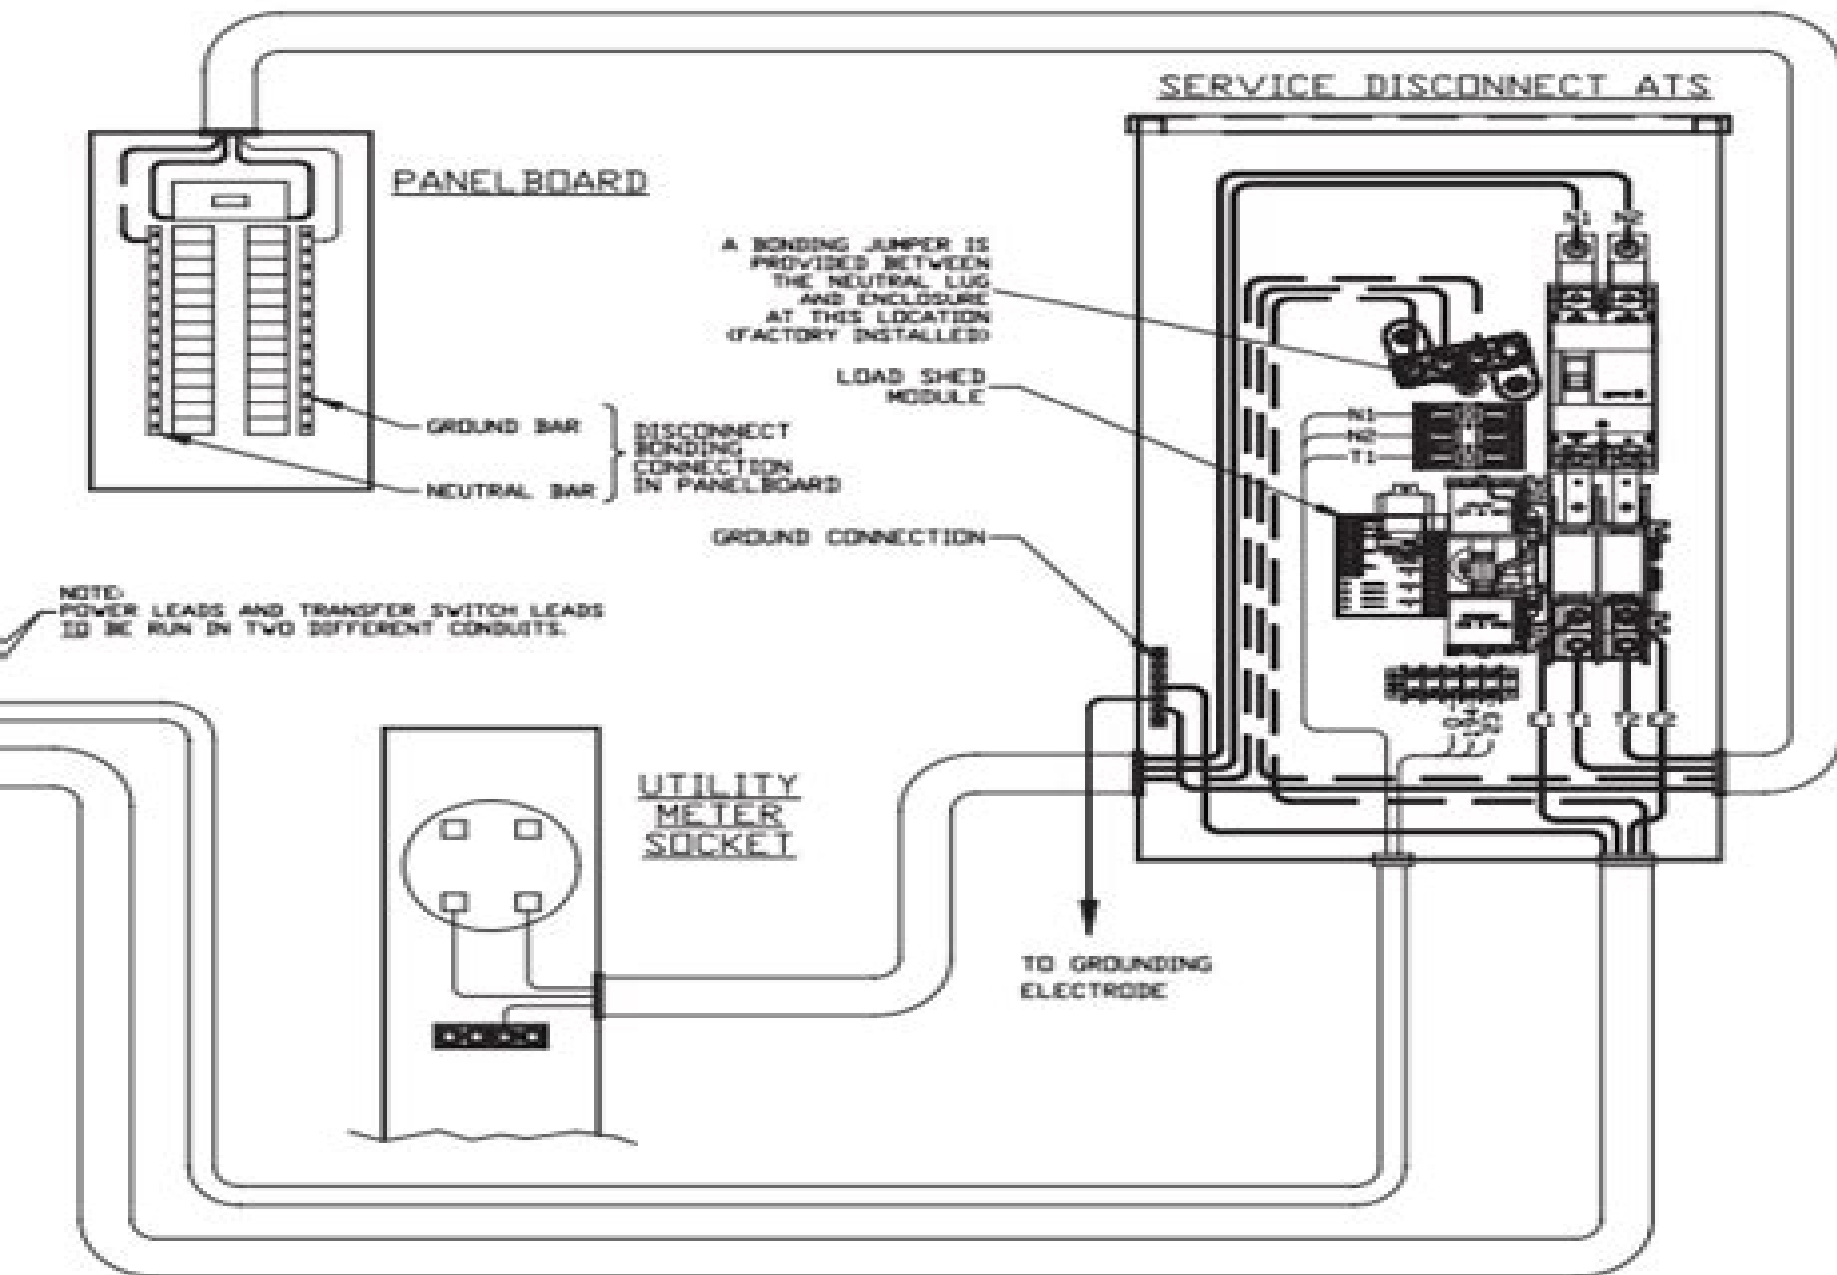 SERVICE DISCONNECT ATS
PANELBOARD
A BONDING JUMPER IS
PROVIDED BETWEEN
THE NEUTRAL LUG
AND ENCLOSURE
AT THIS LOCATION
(FACTORY INSTALLED)
LOAD SHED
MODULE
N1 N2
N1
N2
T1
GROUND BAR
NEUTRAL BAR
DISCONNECT
BONDING
CONNECTION
IN PANELBOARD
GROUND CONNECTION
NOTE:
POWER LEADS AND TRANSFER SWITCH LEADS
TO BE RUN IN TWO DIFFERENT CONDUITS.
E1 T1 T2 E2
UTILITY
METER
SOCKET
TO GROUNDING
ELECTRODE